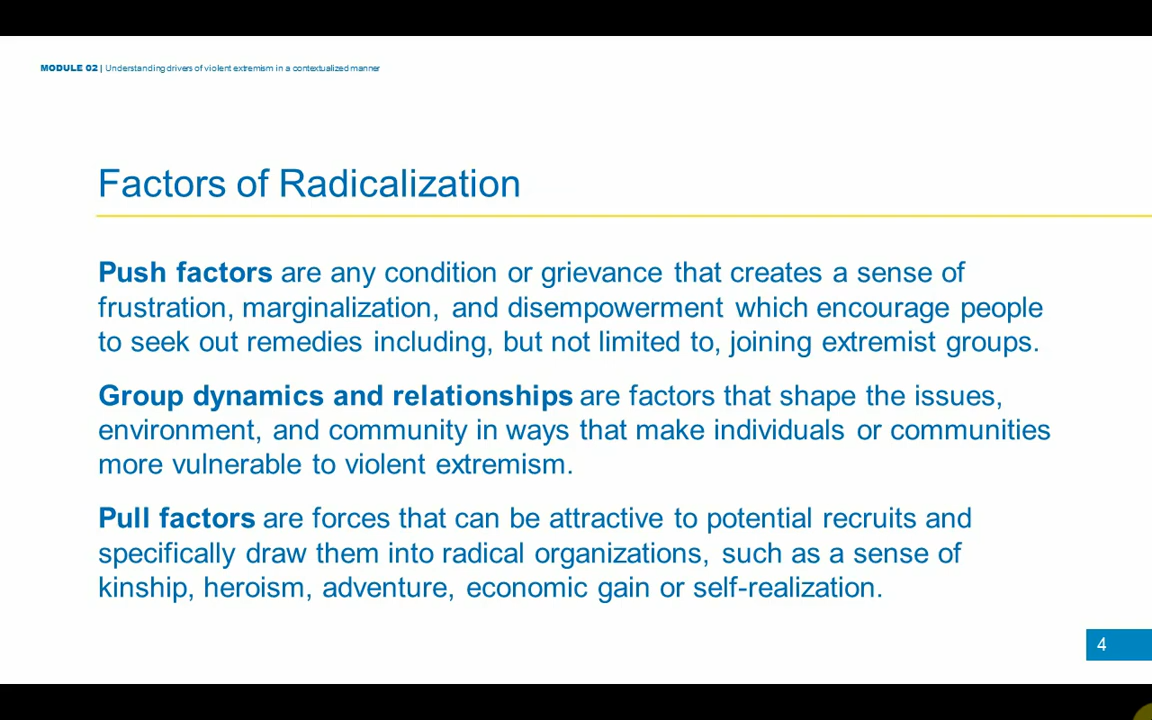 MODULE 02 | Understanding drivers of violent extremism in a contextualized manner
Factors of Radicalization
Push factors are any condition or grievance that creates a sense of
frustration, marginalization, and disempowerment which encourage people
to seek out remedies including, but not limited to, joining extremist groups.
Group dynamics and relationships are factors that shape the issues,
environment, and community in ways that make individuals or communities
more vulnerable to violent extremism.
Pull factors are forces that can be attractive to potential recruits and
specifically draw them into radical organizations, such as a sense of
kinship, heroism, adventure, economic gain or self-realization.
4